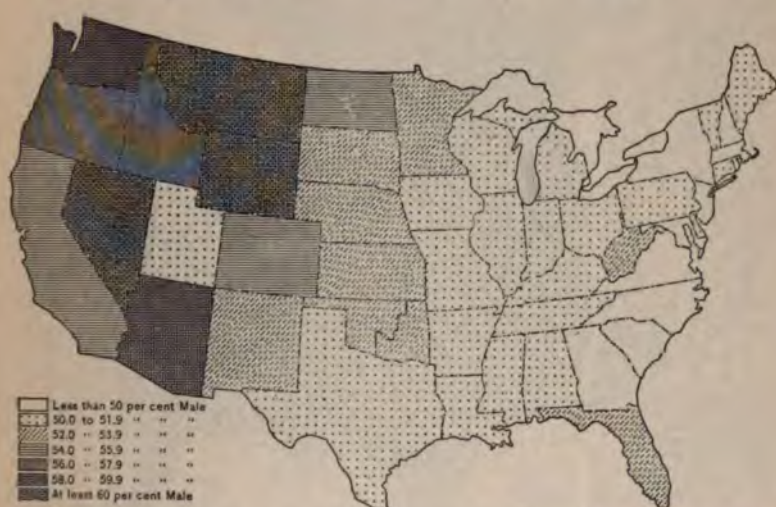 Less than 50 per cent Male
50.0 to 51.9 " " "
52.0 " 53.9 " " "
54.0 " 55.9 " " "
56.0 " 57.9 " " "
58.0 " 59.9 " " "
At least 60 per cent Male